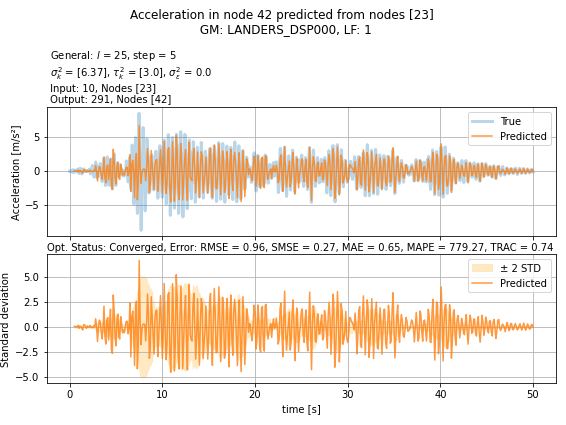 Acceleration in node 42 predicted from nodes [23]
GM: LANDERS_DSP000, LF: 1
General: l = 25, step = 5
σ²ₖ = [6.37], τ²ₖ = [3.0], σ²ε = 0.0
Input: 10, Nodes [23]
Output: 291, Nodes [42]
Acceleration [m/s²]
5
0
−5
True
Predicted
Opt. Status: Converged, Error: RMSE = 0.96, SMSE = 0.27, MAE = 0.65, MAPE = 779.27, TRAC = 0.74
Standard deviation
5.0
2.5
0.0
−2.5
−5.0
± 2 STD
Predicted
0 10 20 30 40 50
time [s]